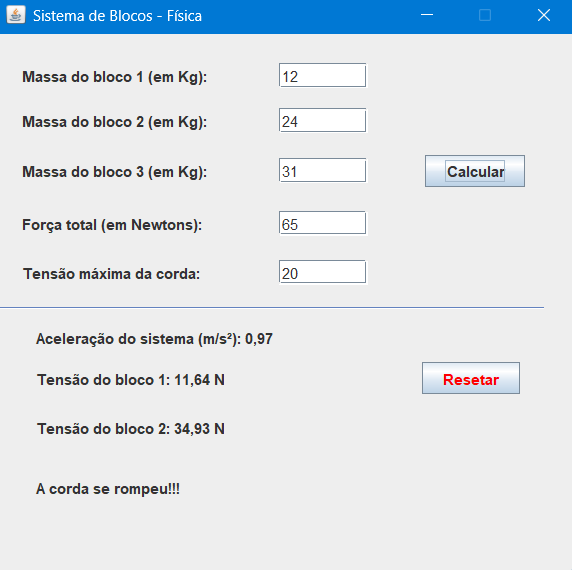 Sistema de Blocos - Física
Massa do bloco 1 (em Kg): 12
Massa do bloco 2 (em Kg): 24
Massa do bloco 3 (em Kg): 31
Calcular
Força total (em Newtons): 65
Tensão máxima da corda: 20
Aceleração do sistema (m/s²): 0,97
Tensão do bloco 1: 11,64 N
Resetar
Tensão do bloco 2: 34,93 N
A corda se rompeu!!!